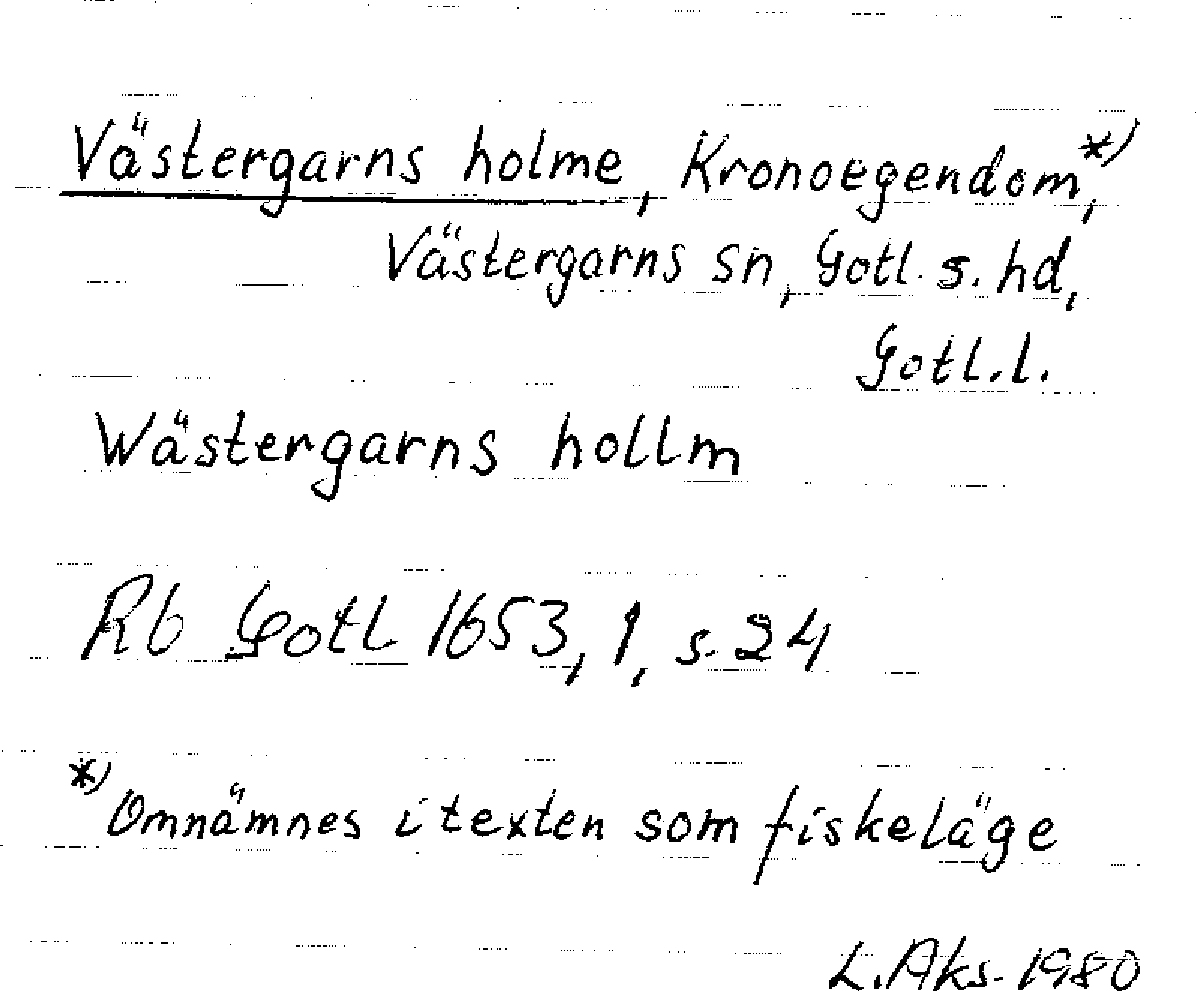 Västergarns holme, Kronoegendom,*)
Västergarns sn, Gotl. s. hd,
Gotl. l.
Wästergarns hollm
Rb Gotl 1653, 1, s. 24
*) Omnämnes i texten som fiskeläge
L. Aks. 1980